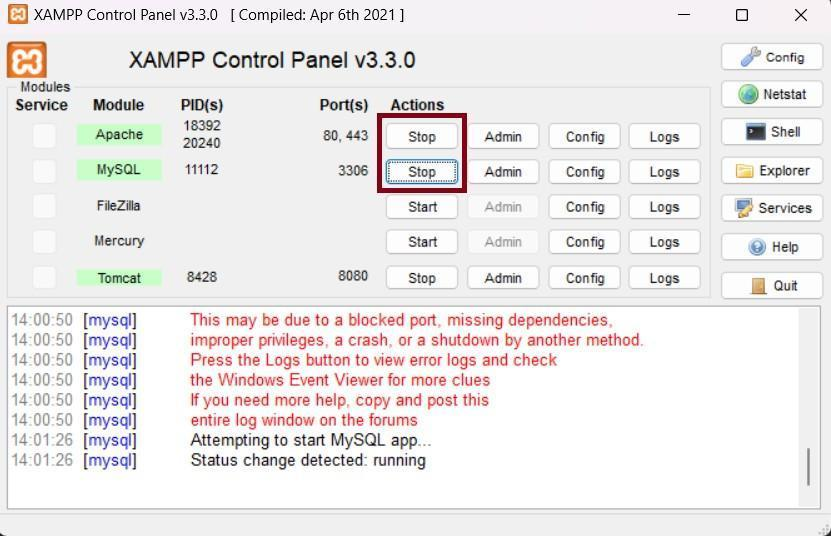 XAMPP Control Panel v3.3.0 [ Compiled: Apr 6th 2021 ]
XAMPP Control Panel v3.3.0
Config
Modules
Service Module PID(s) Port(s) Actions
Netstat
Apache 18392 20240 80, 443 Stop Admin Config Logs
Shell
MySQL 11112 3306 Stop Admin Config Logs
Explorer
FileZilla Start Admin Config Logs
Services
Mercury Start Admin Config Logs
Help
Tomcat 8428 8080 Stop Admin Config Logs
Quit
14:00:50 [mysql] This may be due to a blocked port, missing dependencies,
14:00:50 [mysql] improper privileges, a crash, or a shutdown by another method.
14:00:50 [mysql] Press the Logs button to view error logs and check
14:00:50 [mysql] the Windows Event Viewer for more clues
14:00:50 [mysql] If you need more help, copy and post this
14:00:50 [mysql] entire log window on the forums
14:01:26 [mysql] Attempting to start MySQL app...
14:01:26 [mysql] Status change detected: running